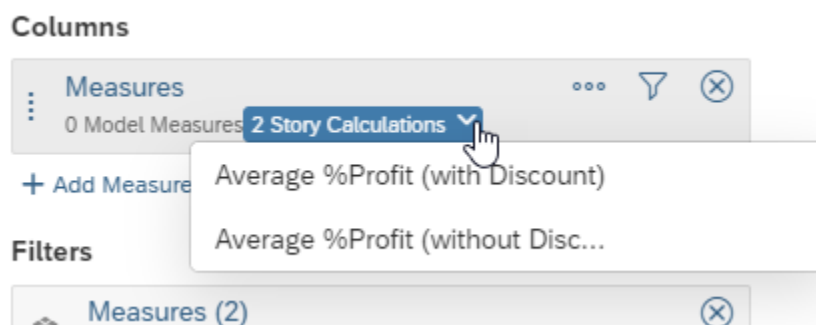 Columns
Measures
0 Model Measures 2 Story Calculations
+ Add Measure
Average %Profit (with Discount)
Average %Profit (without Disc...
Filters
Measures (2)